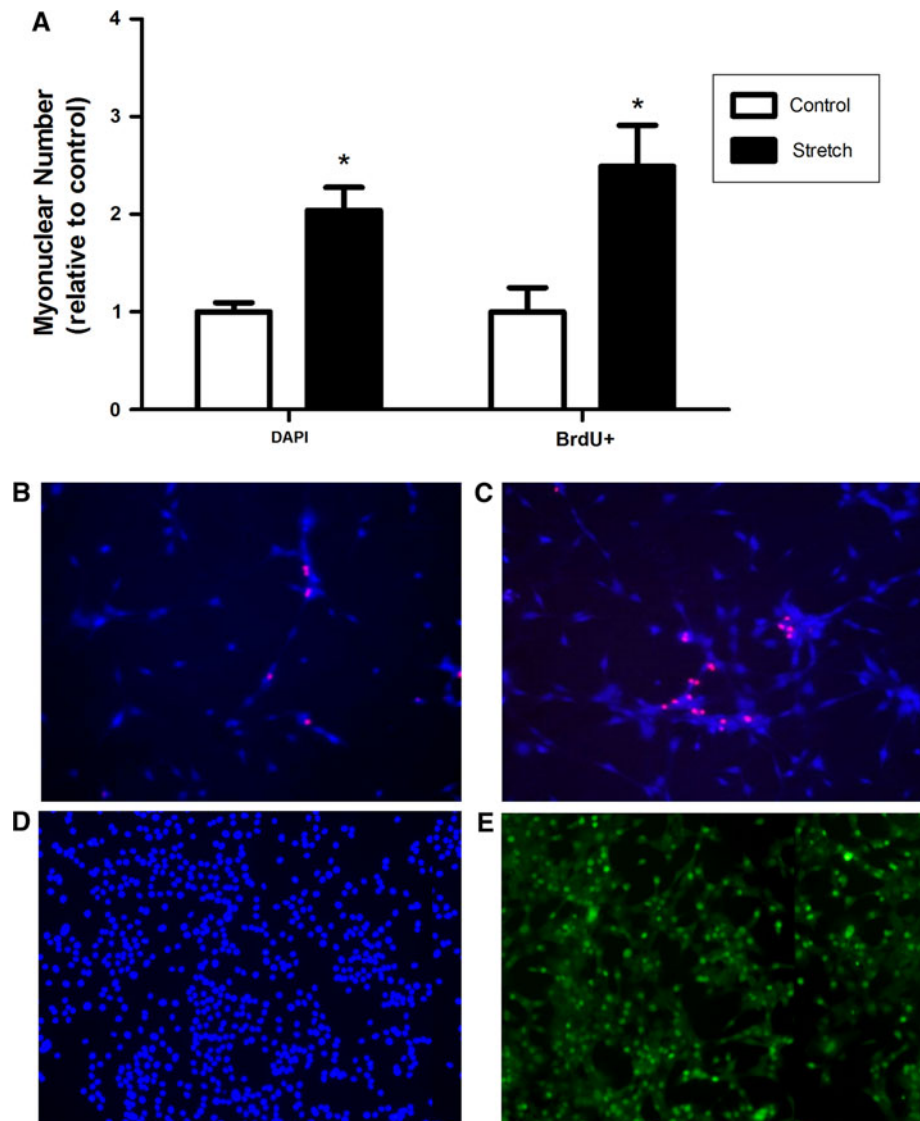 A
4
3
2
1
0
Myonuclear Number
(relative to control)
*
*
Control
Stretch
DAPI
BrdU+
B
C
D
E